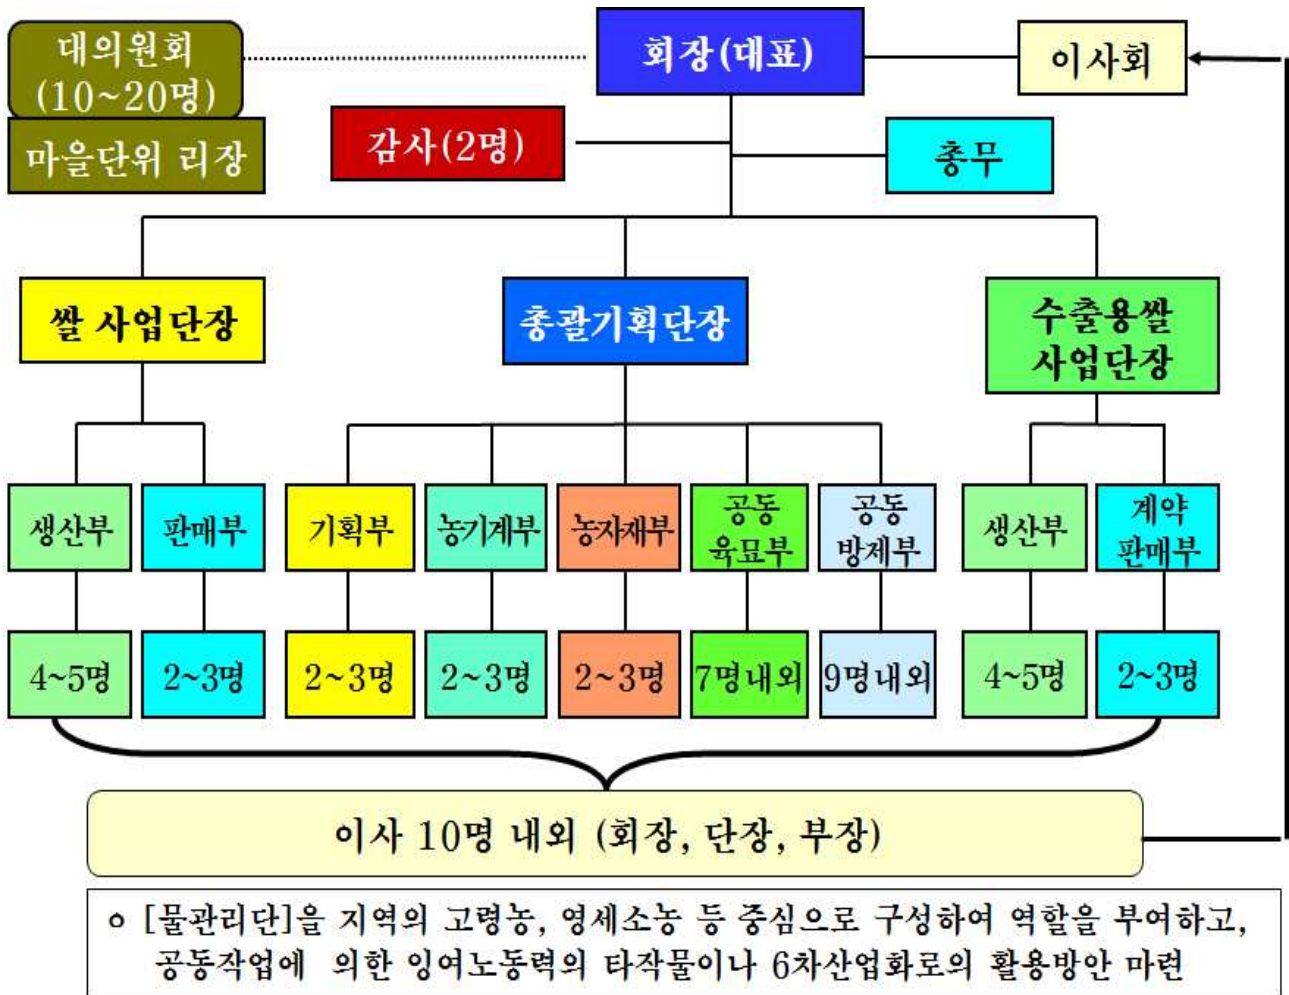 대의원회
(10~20명)
마을단위 리장
회장(대표)
이사회
감사(2명)
총무
쌀 사업단장
총괄기획단장
수출용쌀
사업단장
생산부
판매부
기획부
농기계부
농자재부
공동
육묘부
공동
방제부
생산부
계약
판매부
4~5명
2~3명
2~3명
2~3명
2~3명
7명내외
9명내외
4~5명
2~3명
이사 10명 내외 (회장, 단장, 부장)
ㅇ [물관리단]을 지역의 고령농, 영세소농 등 중심으로 구성하여 역할을 부여하고,
공동작업에 의한 잉여노동력의 타작물이나 6차산업화로의 활용방안 마련